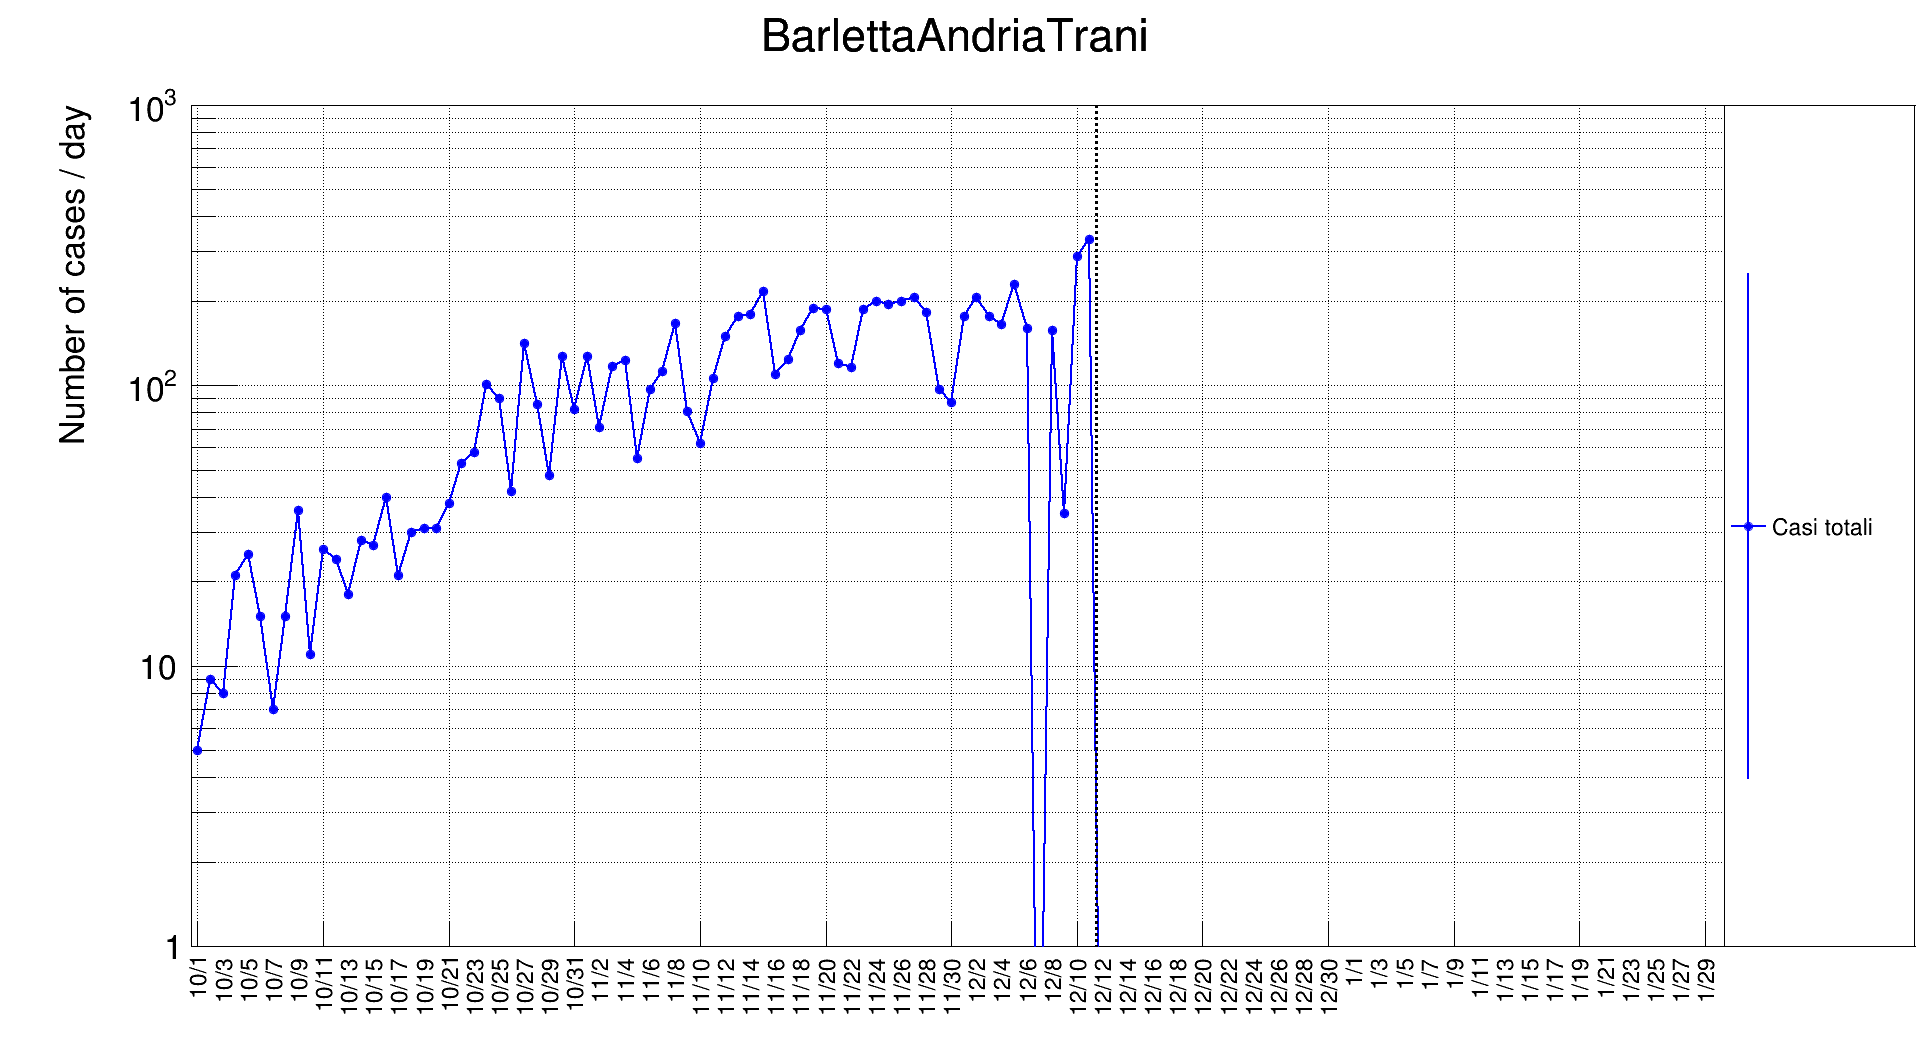 BarlettaAndriaTrani
Number of cases / day
10³
10²
10
1
10/1 10/3 10/5 10/7 10/9 10/11 10/13 10/15 10/17 10/19 10/21 10/23 10/25 10/27 10/29 10/31 11/2 11/4 11/6 11/8 11/10 11/12 11/14 11/16 11/18 11/20 11/22 11/24 11/26 11/28 11/30 12/2 12/4 12/6 12/8 12/10 12/12 12/14 12/16 12/18 12/20 12/22 12/24 12/26 12/28 12/30 1/1 1/3 1/5 1/7 1/9 1/11 1/13 1/15 1/17 1/19 1/21 1/23 1/25 1/27 1/29
Casi totali